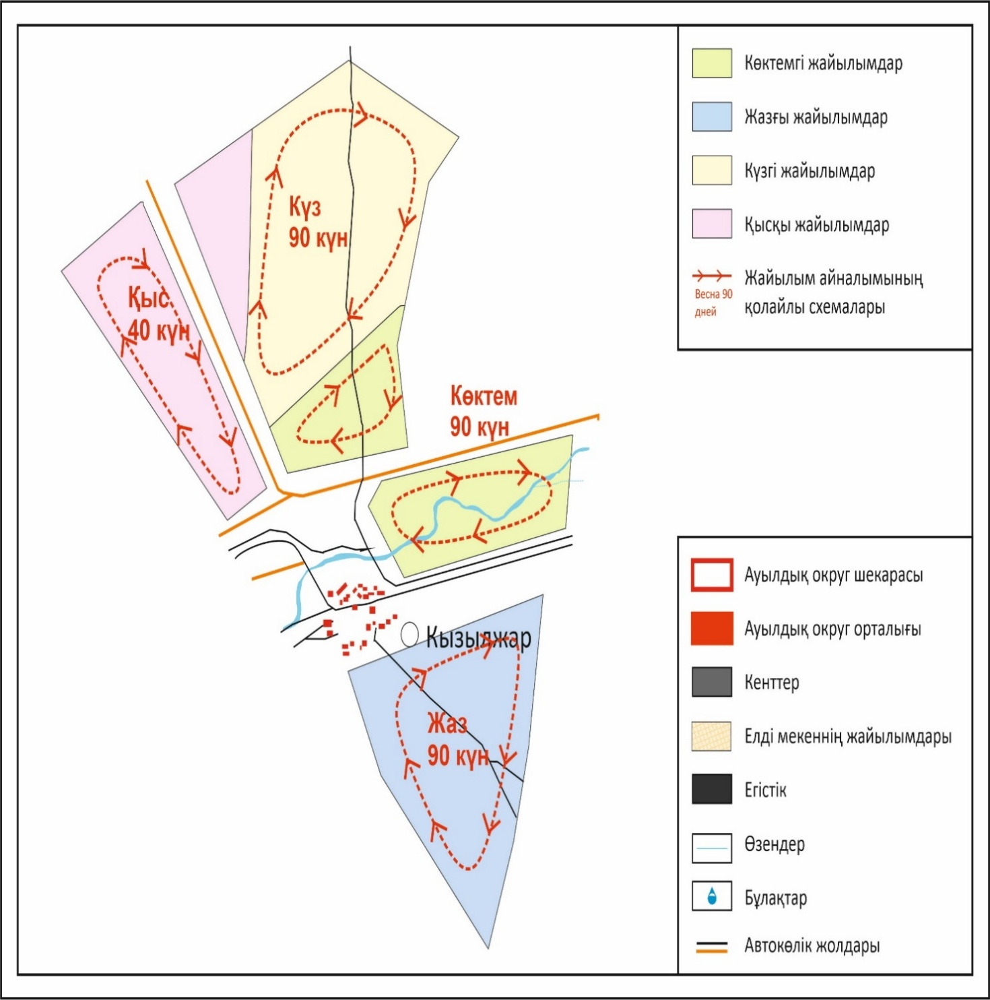 Күз
90 күн
Қыс
40 күн
Көктем
90 күн
Кызылжар
Жаз
90 күн
Көктемгі жайылымдар
Жазғы жайылымдар
Күзгі жайылымдар
Қысқы жайылымдар
Жайылым айналымының
қолайлы схемалары
Весна 90
дней
Ауылдық округ шекарасы
Ауылдық округ орталығы
Кенттер
Елді мекеннің жайылымдары
Егістік
Өзендер
Бұлақтар
Автокөлік жолдары